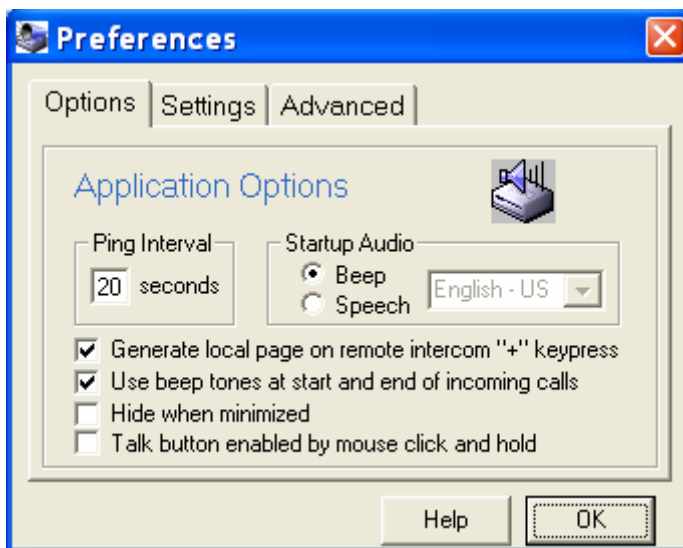 Preferences
Options Settings Advanced
Application Options
Ping Interval
20 seconds
Startup Audio
Beep
Speech
English - US
Generate local page on remote intercom "+" keypress
Use beep tones at start and end of incoming calls
Hide when minimized
Talk button enabled by mouse click and hold
Help OK